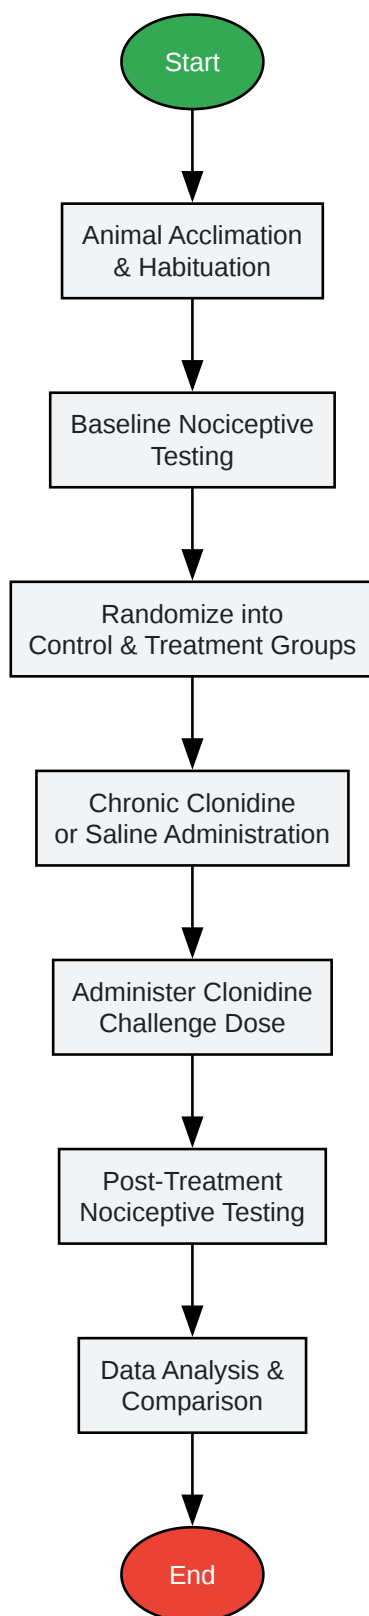 Start
Animal Acclimation
& Habituation
Baseline Nociceptive
Testing
Randomize into
Control & Treatment Groups
Chronic Clonidine
or Saline Administration
Administer Clonidine
Challenge Dose
Post-Treatment
Nociceptive Testing
Data Analysis &
Comparison
End